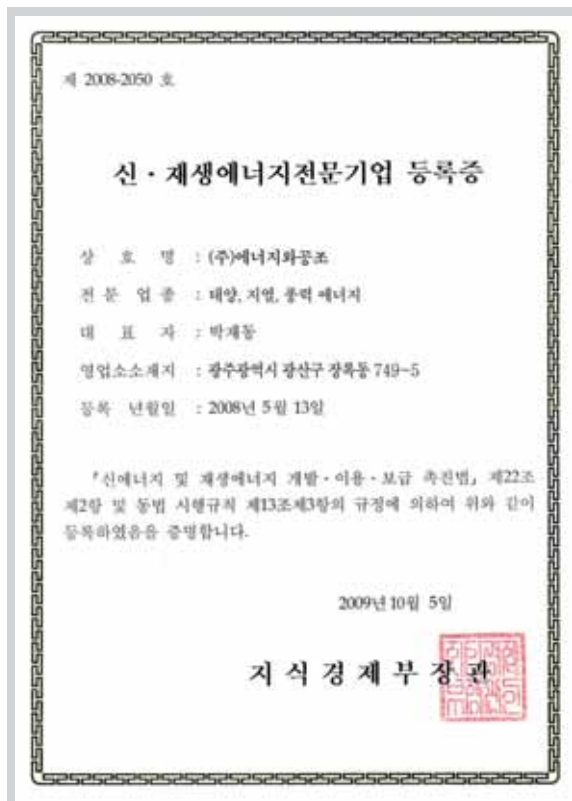 제 2008-2050 호
신 · 재생에너지전문기업 등록증
상 호 명 : (주)에너지와공조
전 문 업 종 : 태양, 지열, 풍력 에너지
대 표 자 : 박재동
영업소소재지 : 광주광역시 광산구 장록동 749-5
등록 년월일 : 2008년 5월 13일
『신에너지 및 재생에너지 개발·이용·보급 촉진법』 제22조
제2항 및 동법 시행규칙 제13조제3항의 규정에 의하여 위와 같이
등록하였음을 증명합니다.
2009년 10월 5일
지 식 경 제 부 장 관